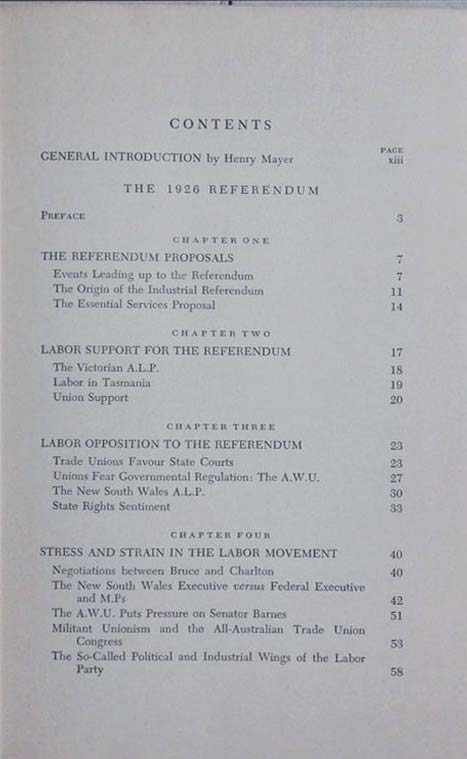 CONTENTS
PAGE
GENERAL INTRODUCTION by Henry Mayer xiii
THE 1926 REFERENDUM
PREFACE 3
CHAPTER ONE
THE REFERENDUM PROPOSALS 7
Events Leading up to the Referendum 7
The Origin of the Industrial Referendum 11
The Essential Services Proposal 14
CHAPTER TWO
LABOR SUPPORT FOR THE REFERENDUM 17
The Victorian A.L.P. 18
Labor in Tasmania 19
Union Support 20
CHAPTER THREE
LABOR OPPOSITION TO THE REFERENDUM 23
Trade Unions Favour State Courts 23
Unions Fear Governmental Regulation: The A.W.U. 27
The New South Wales A.L.P. 30
State Rights Sentiment 33
CHAPTER FOUR
STRESS AND STRAIN IN THE LABOR MOVEMENT 40
Negotiations between Bruce and Charlton 40
The New South Wales Executive versus Federal Executive
and M.Ps 42
The A.W.U. Puts Pressure on Senator Barnes 51
Militant Unionism and the All-Australian Trade Union
Congress 53
The So-Called Political and Industrial Wings of the Labor
Party 58